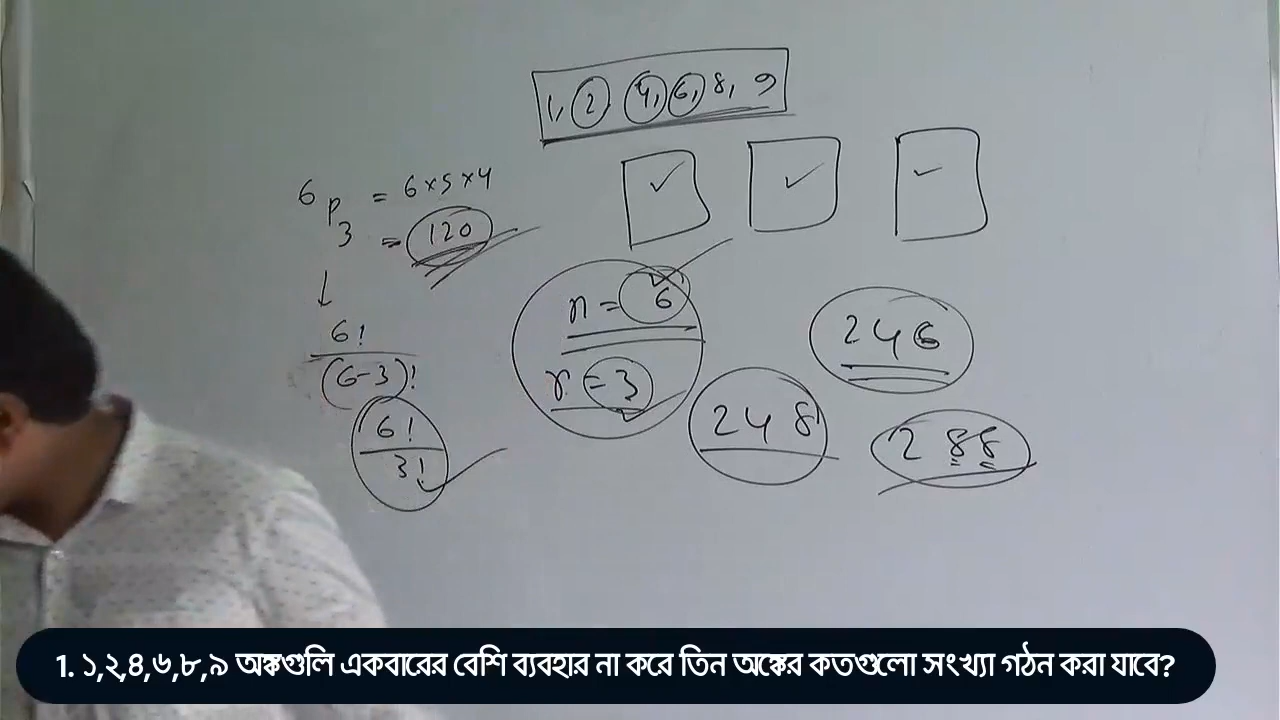 1, 2, 4, 6, 8, 9
6P3 = 6×5×4
= 120
↓
6!
(6-3)!
6!
3!
n = 6
r = 3
246
248
288
1. ১,২,৪,৬,৮,৯ অঙ্কগুলি একবারের বেশি ব্যবহার না করে তিন অঙ্কের কতগুলো সংখ্যা গঠন করা যাবে?